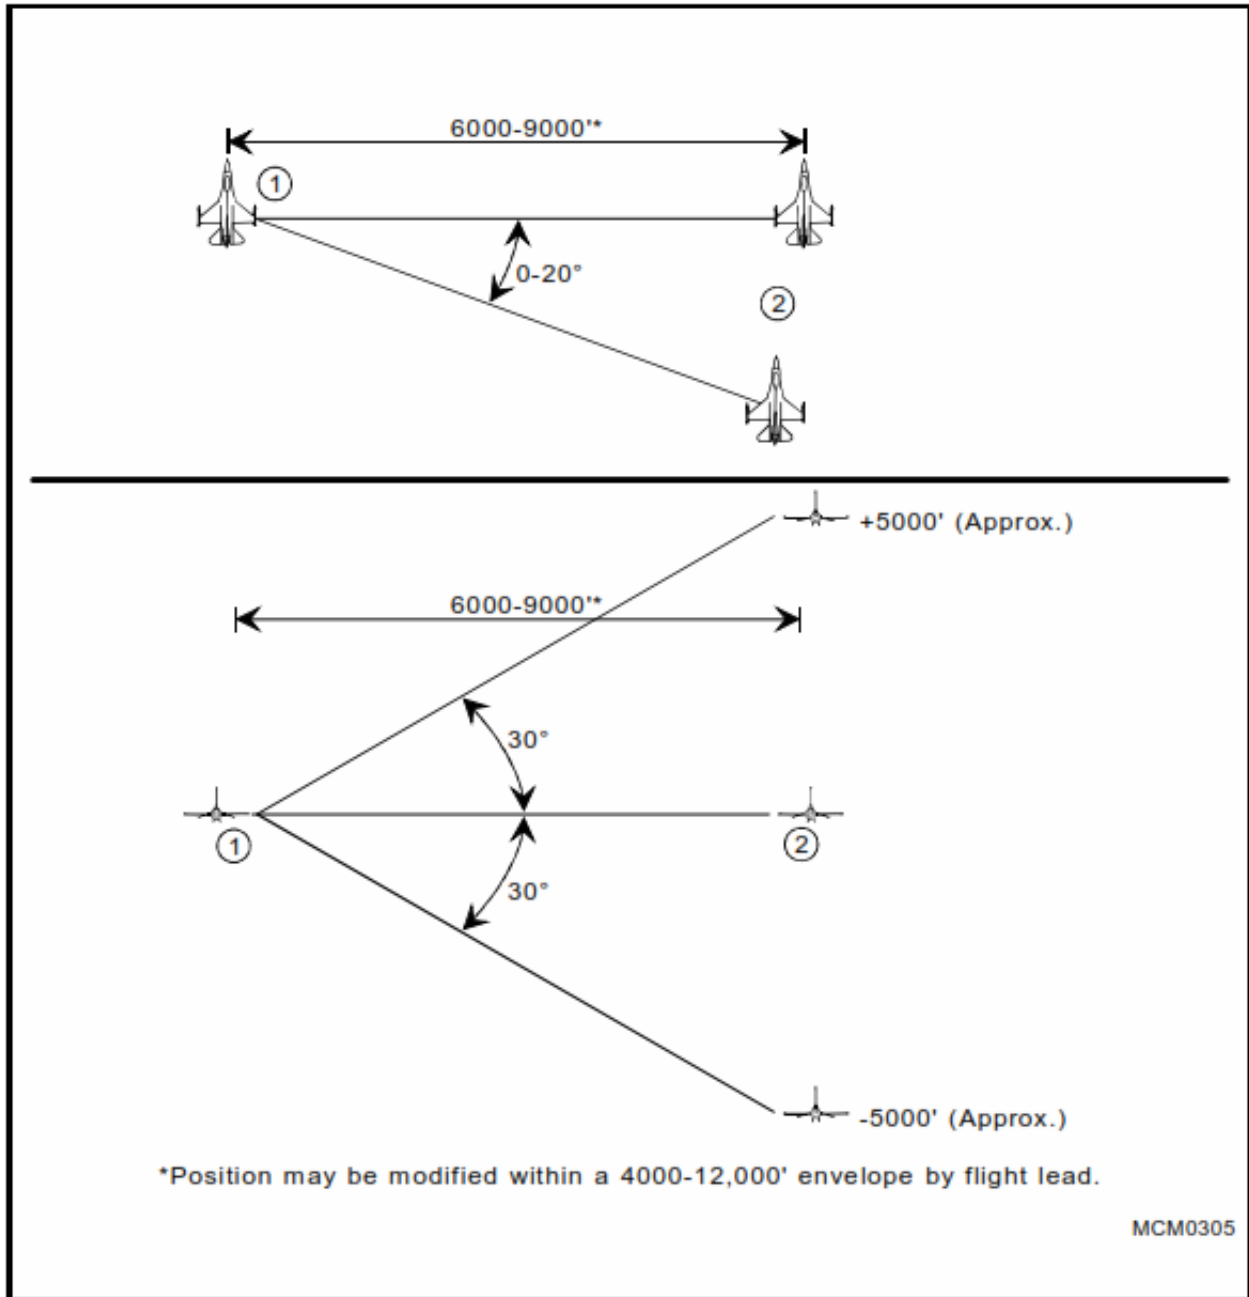 6000-9000'*
1
0-20°
2
+5000' (Approx.)
6000-9000'*
30°
1
2
30°
-5000' (Approx.)
*Position may be modified within a 4000-12,000' envelope by flight lead.
MCM0305